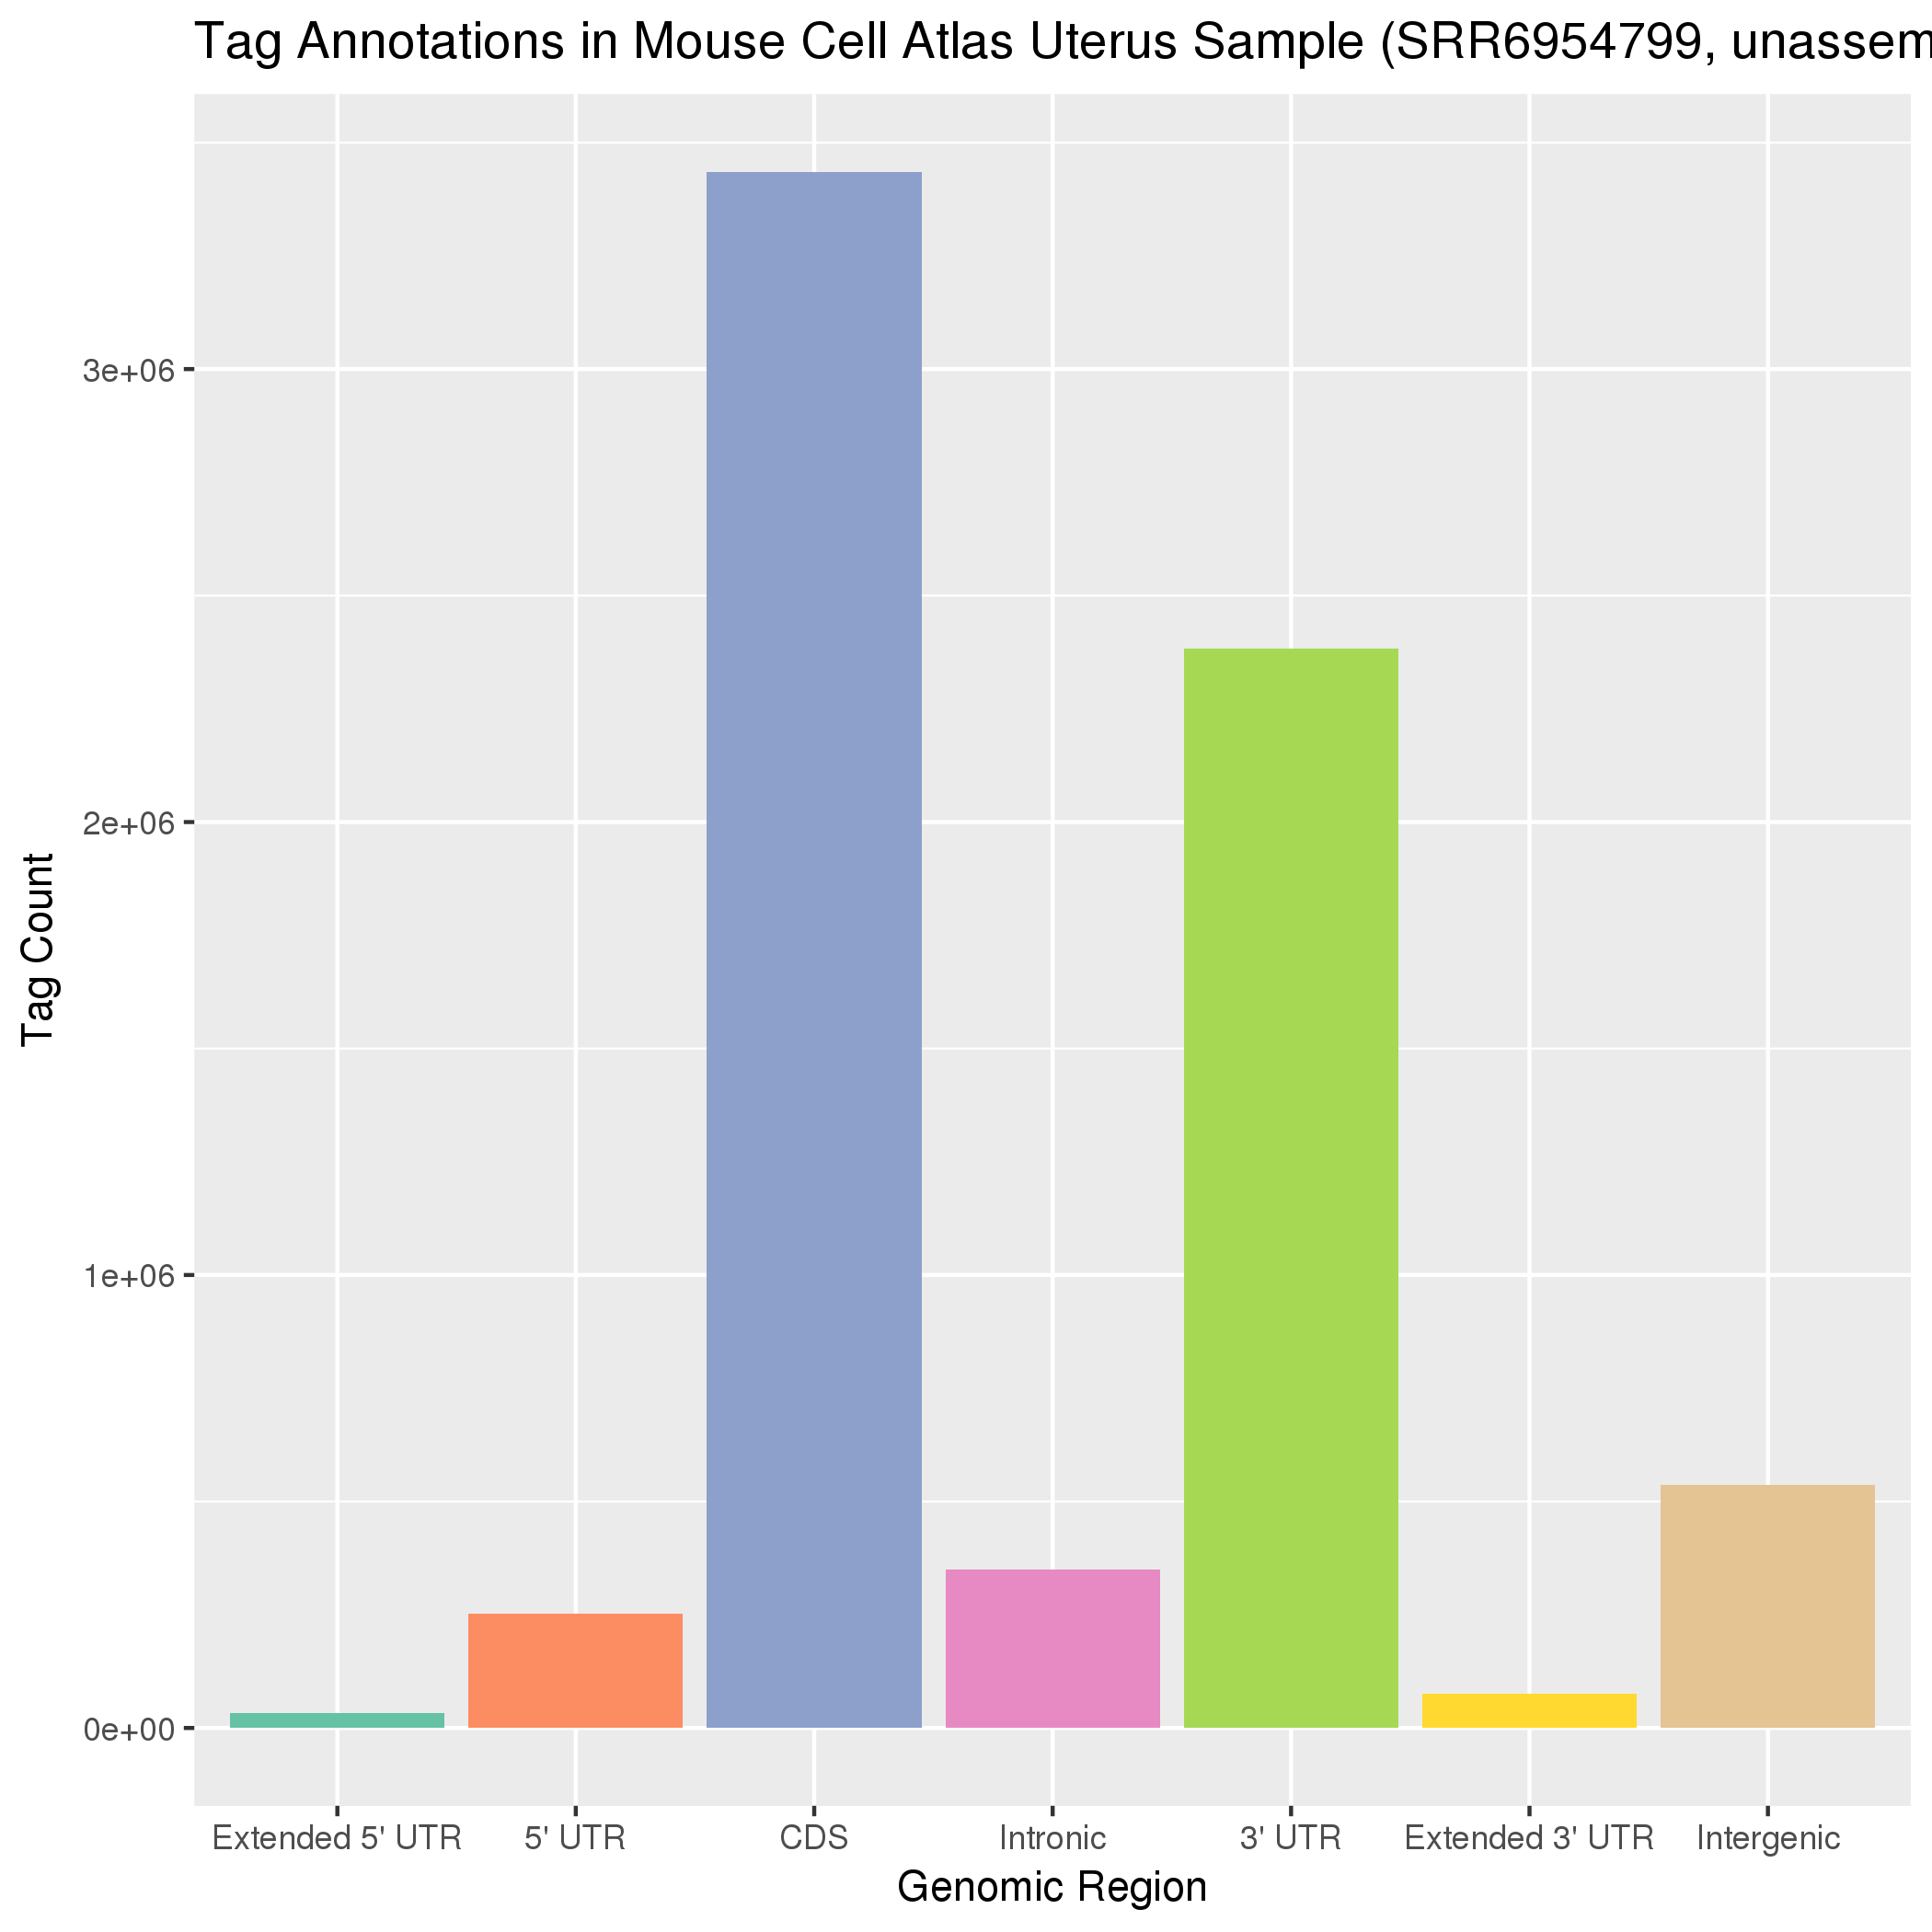 Tag Annotations in Mouse Cell Atlas Uterus Sample (SRR6954799, unassem
Tag Count
3e+06
2e+06
1e+06
0e+00
Extended 5' UTR 5' UTR CDS Intronic 3' UTR Extended 3' UTR Intergenic
Genomic Region